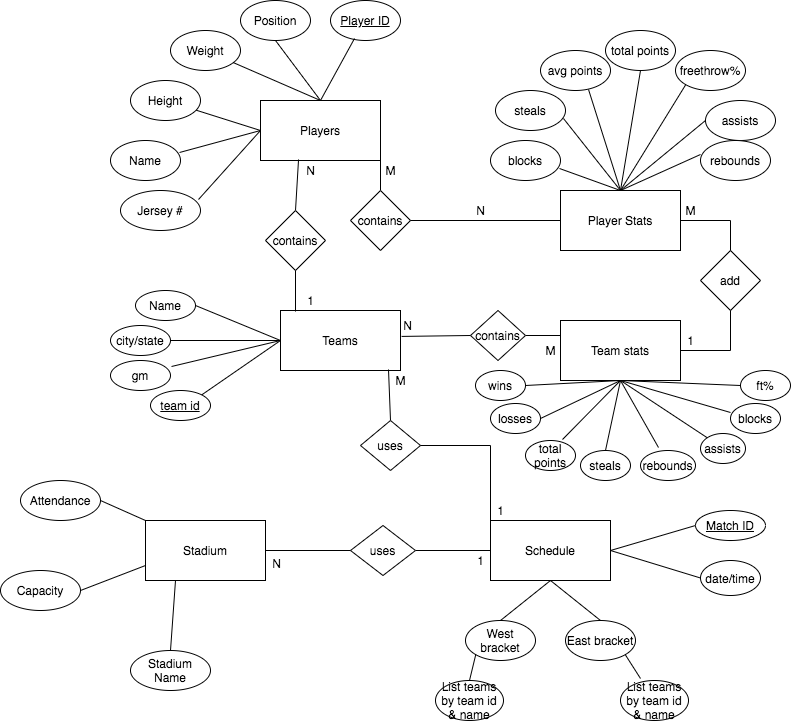 Position
Player ID
Weight
total points
avg points
freethrow%
Height
steals
assists
Players
Name
blocks
rebounds
N
M
Jersey #
contains
contains
N
Player Stats
M
add
1
Name
city/state
gm
team id
Teams
N
contains
M
Team stats
1
M
wins
ft%
losses
blocks
total
points
steals
rebounds
assists
uses
Attendance
1
Stadium
N
uses
1
Schedule
Match ID
Capacity
date/time
Stadium
Name
West
bracket
East bracket
List teams
by team id
& name
List teams
by team id
& name